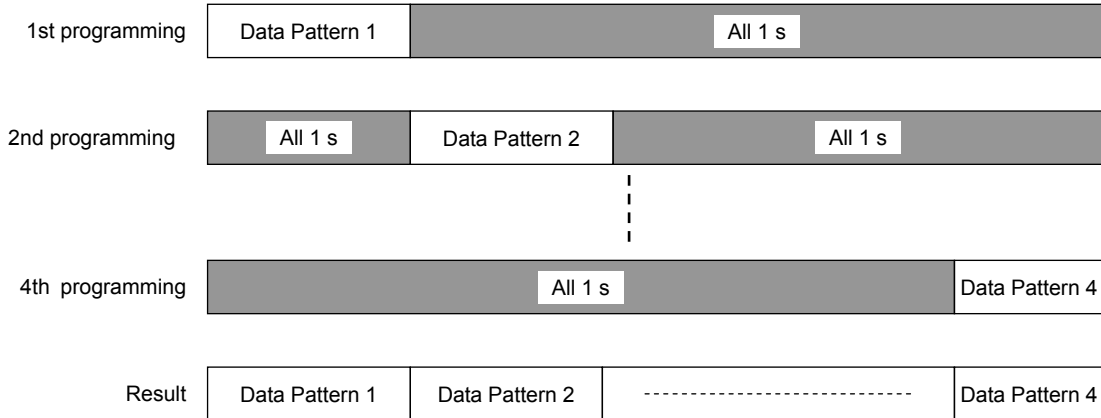 1st programming Data Pattern 1 All 1 s
2nd programming All 1 s Data Pattern 2 All 1 s
4th programming All 1 s Data Pattern 4
Result Data Pattern 1 Data Pattern 2 Data Pattern 4